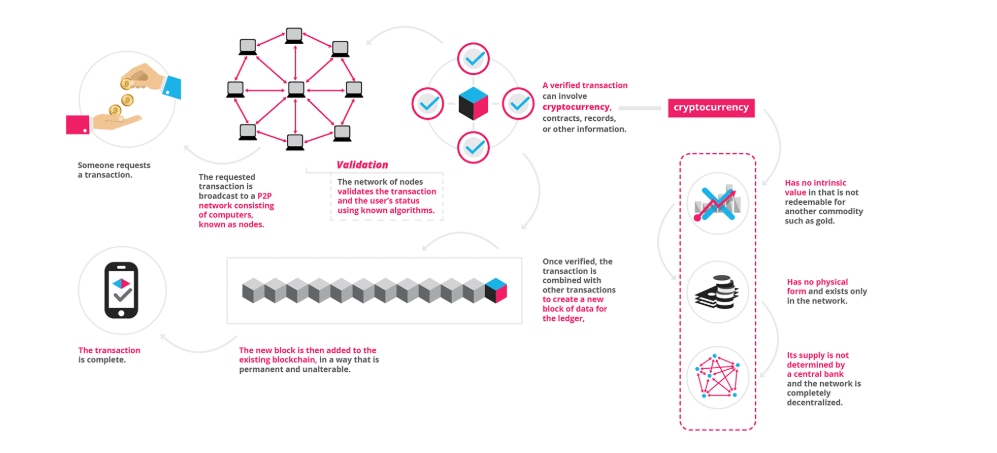 Someone requests
a transaction.
The requested
transaction is
broadcast to a P2P
network consisting
of computers,
known as nodes.
Validation
The network of nodes
validates the transaction
and the user's status
using known algorithms.
A verified transaction
can involve
cryptocurrency,
contracts, records,
or other information.
cryptocurrency
Has no intrinsic
value in that is not
redeemable for
another commodity
such as gold.
Has no physical
form and exists only
in the network.
Its supply is not
determined by
a central bank
and the network is
completely
decentralized.
Once verified, the
transaction is
combined with
other transactions
to create a new
block of data for
the ledger,
The new block is then added to the
existing blockchain, in a way that is
permanent and unalterable.
The transaction
is complete.